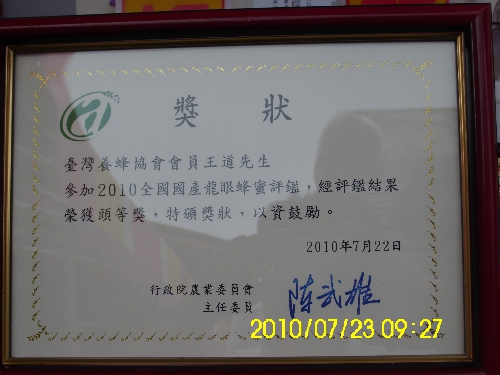 獎狀
臺灣養蜂協會會員王道先生
參加2010全國國產龍眼蜂蜜評鑑，經評鑑結果
榮獲頭等獎，特頒獎狀，以資鼓勵。
2010年7月22日
行政院農業委員會
主任委員
陈武雄
2010/07/23 09:27